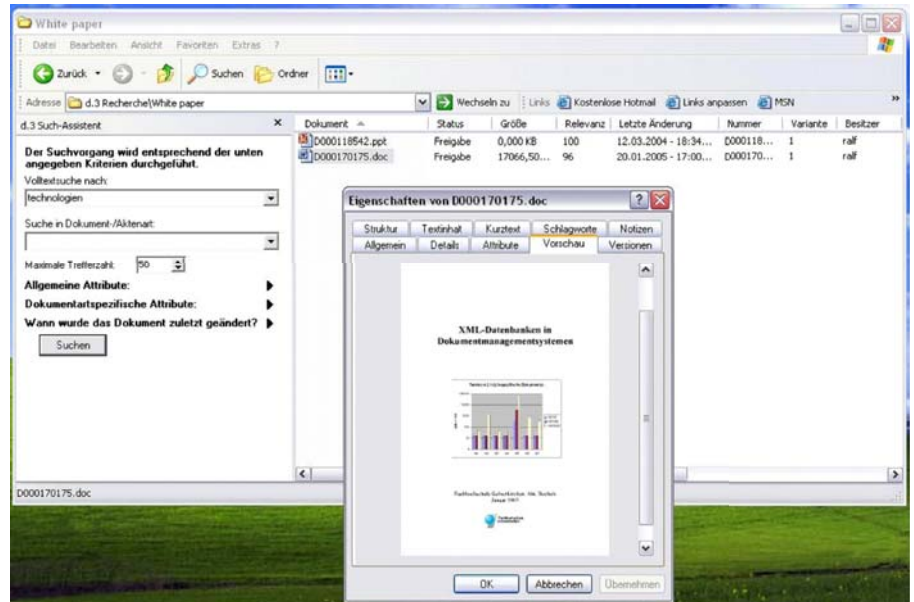 White paper
Datei Bearbeiten Ansicht Favoriten Extras ?
Zurück Suchen Ordner
Adresse d.3 Recherche\White paper Wechseln zu Links Kostenlose Hotmail Links anpassen MSN
d.3 Such-Assistent
Der Suchvorgang wird entsprechend der unten
angegeben Kriterien durchgeführt.
Volltextsuche nach:
technologien
Suche in Dokument-/Aktenart:
Maximale Trefferzahl: 50
Allgemeine Attribute:
Dokumentartspezifische Attribute:
Wann wurde das Dokument zuletzt geändert?
Suchen
Dokument Status Größe Relevanz Letzte Änderung Nummer Variante Besitzer
D000118542.ppt Freigabe 0,000 KB 100 12.03.2004 - 18:34... D000118... 1 ralf
D000170175.doc Freigabe 17066,50... 96 20.01.2005 - 17:00... D000170... 1 ralf
Eigenschaften von D000170175.doc
Struktur Textinhalt Kurztext Schlagworte Notizen
Allgemein Details Attribute Vorschau Versionen
XML-Datenbanken in
Dokumentmanagementsystemen
OK Abbrechen Übernehmen
D000170175.doc